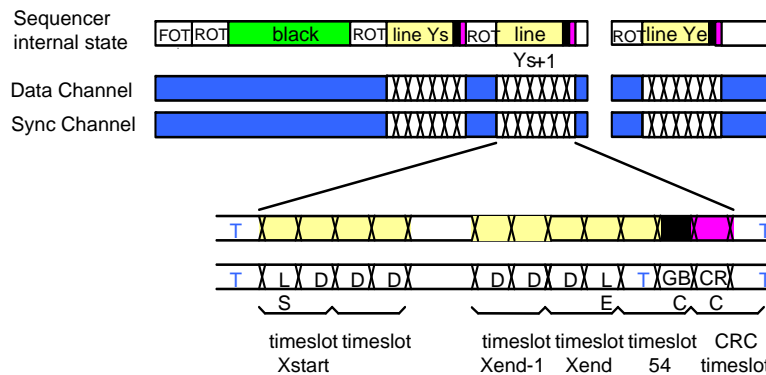 Sequencer
internal state
FOT ROT black ROT line Ys ROT line ROT line Ye
Ys+1
Data Channel
Sync Channel
T T
T L D D D D D D L T GB CR T
S E C C
timeslot timeslot timeslot timeslot timeslot CRC
Xstart Xend-1 Xend 54 timeslot